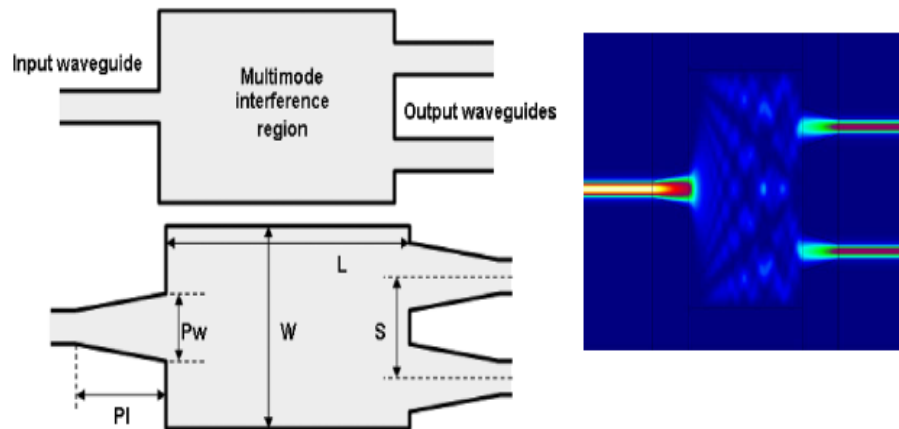 Input waveguide
Multimode
interference
region
Output waveguides
L
Pw
W
S
Pl